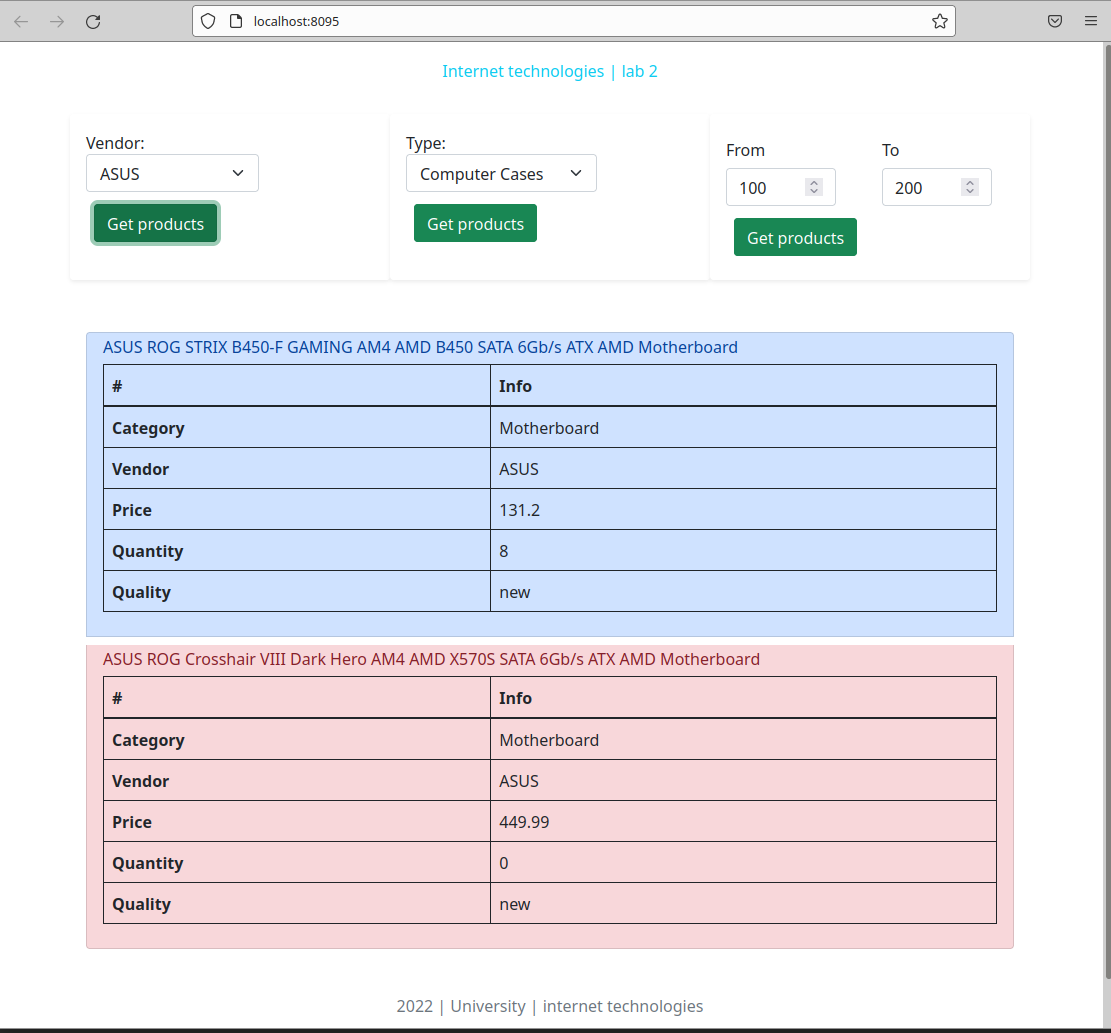 localhost:8095
Internet technologies | lab 2
Vendor:
ASUS
Get products
Type:
Computer Cases
Get products
From To
100 200
Get products
ASUS ROG STRIX B450-F GAMING AM4 AMD B450 SATA 6Gb/s ATX AMD Motherboard
# Info
Category Motherboard
Vendor ASUS
Price 131.2
Quantity 8
Quality new
ASUS ROG Crosshair VIII Dark Hero AM4 AMD X570S SATA 6Gb/s ATX AMD Motherboard
# Info
Category Motherboard
Vendor ASUS
Price 449.99
Quantity 0
Quality new
2022 | University | internet technologies